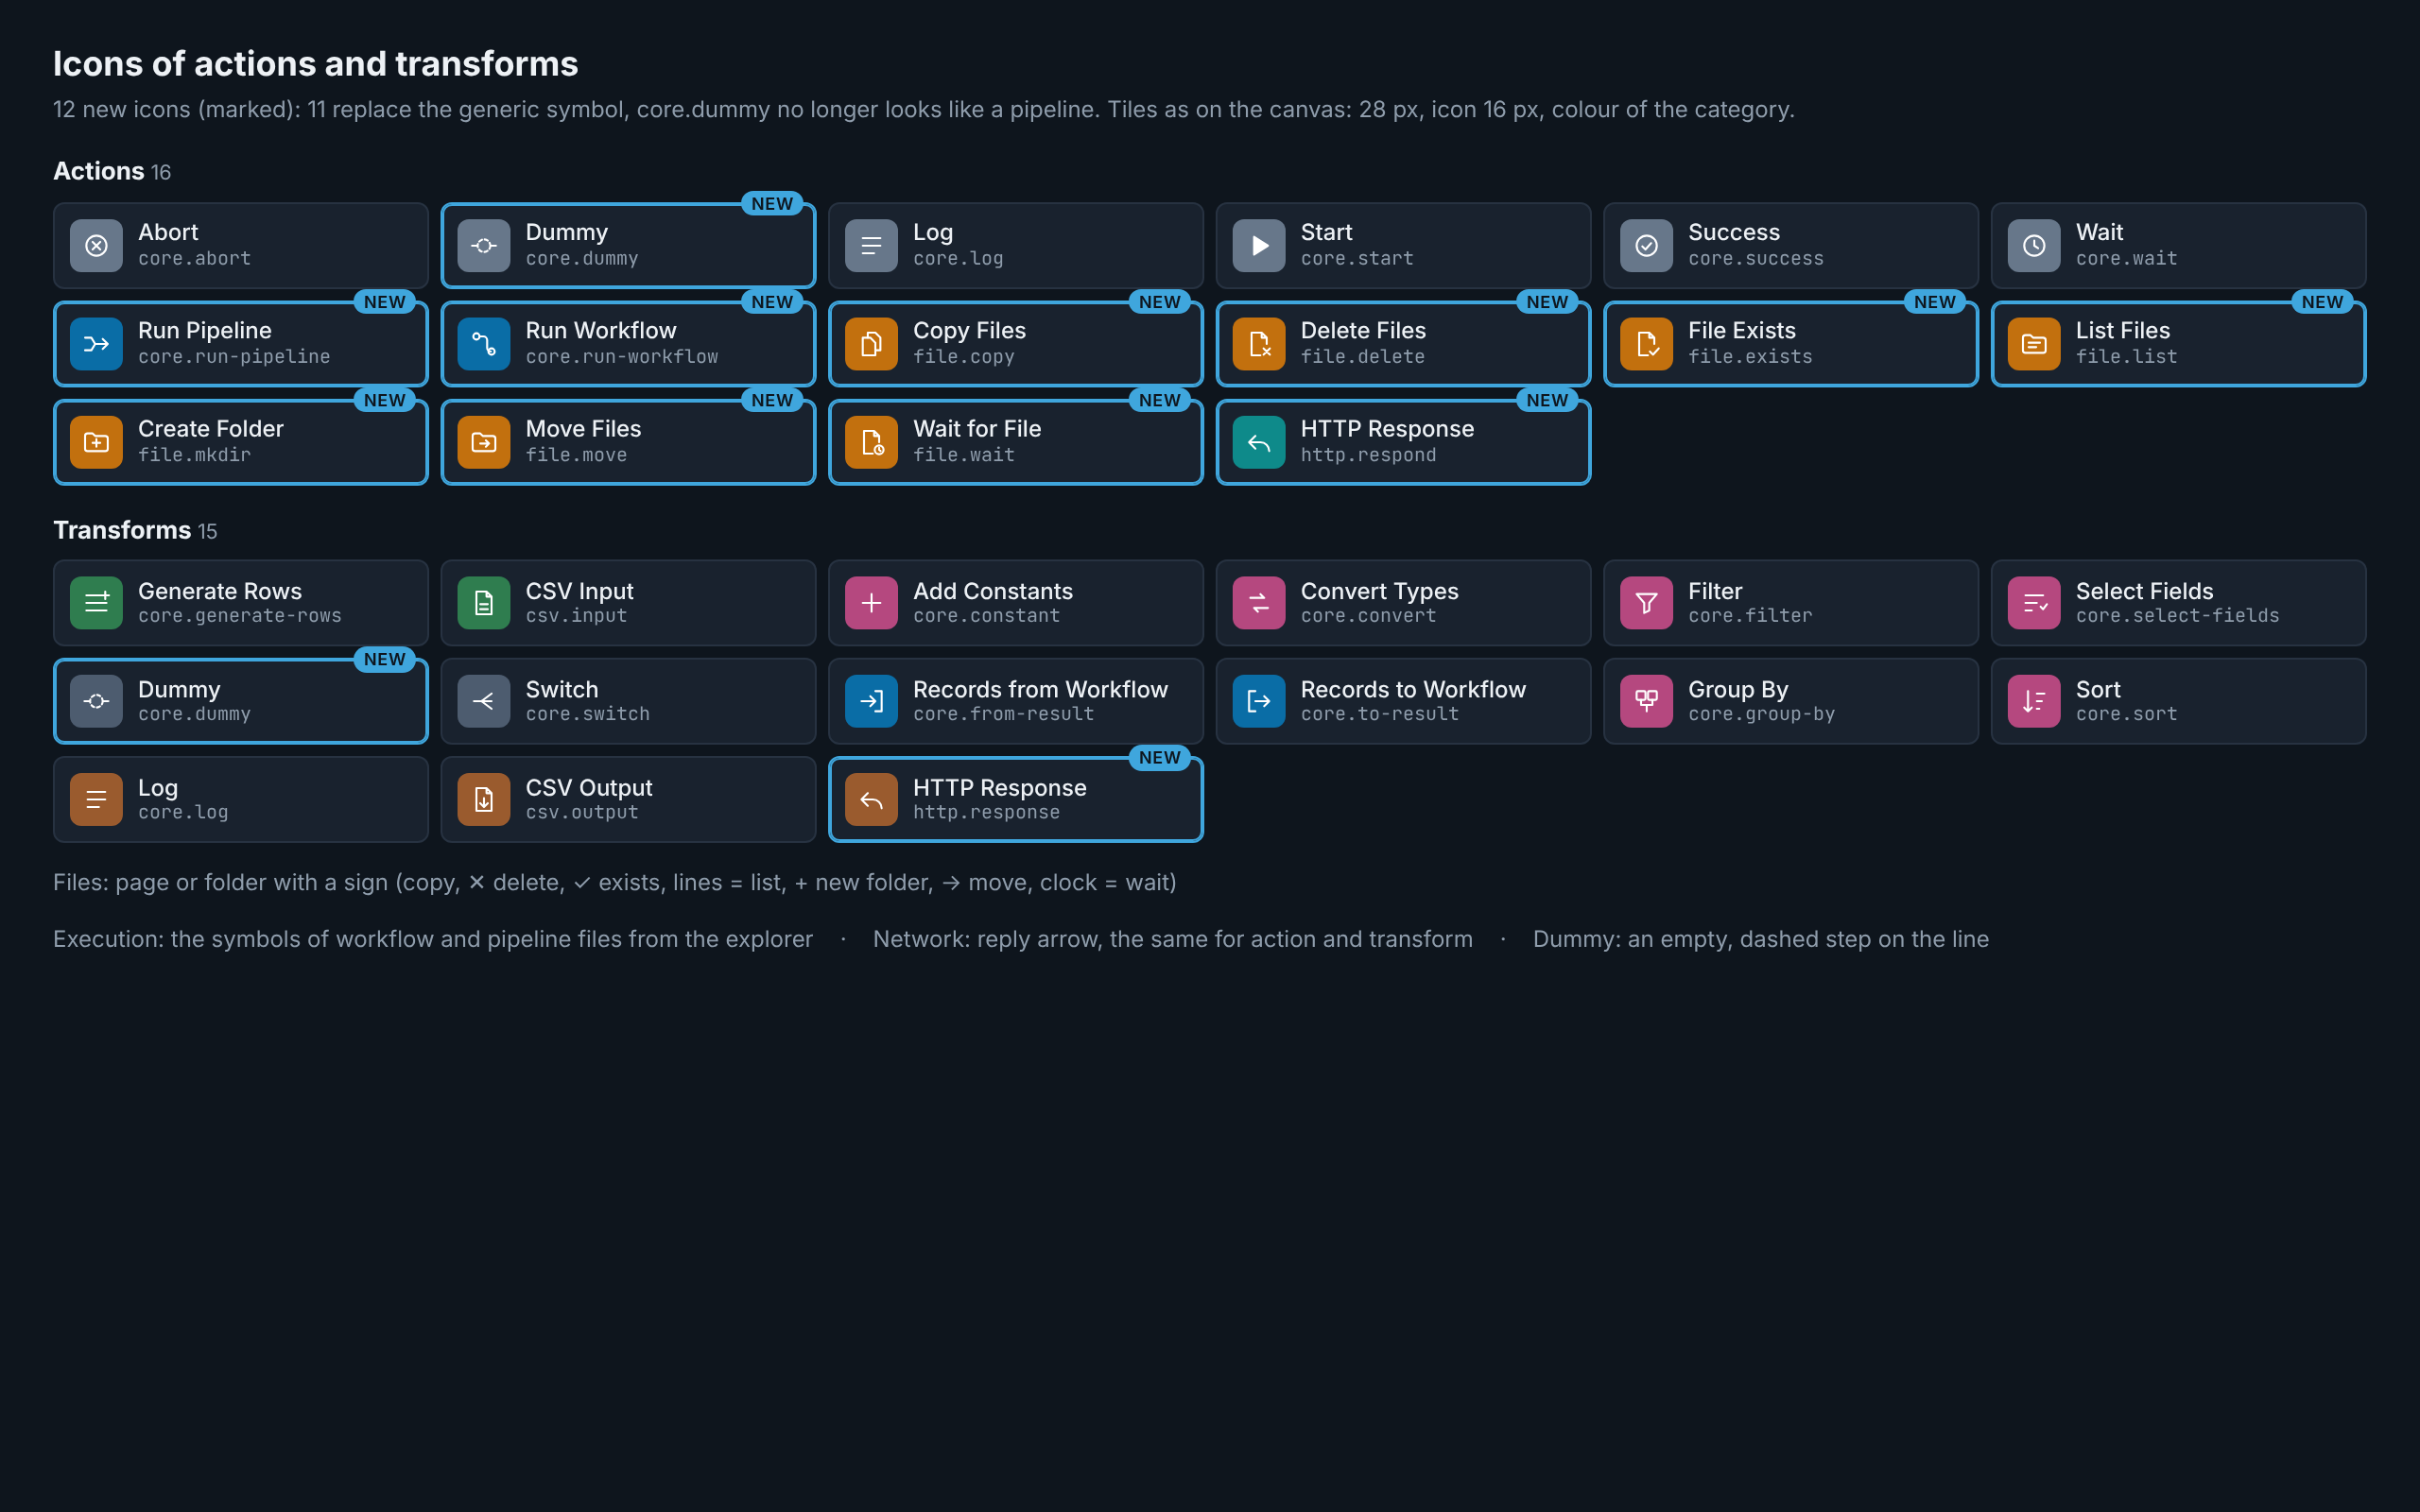 Icons of actions and transforms
12 new icons (marked): 11 replace the generic symbol, core.dummy no longer looks like a pipeline. Tiles as on the canvas: 28 px, icon 16 px, colour of the category.
Actions 16
Abort
core.abort
NEW
Dummy
core.dummy
Log
core.log
Start
core.start
Success
core.success
Wait
core.wait
NEW
Run Pipeline
core.run-pipeline
NEW
Run Workflow
core.run-workflow
NEW
Copy Files
file.copy
NEW
Delete Files
file.delete
NEW
File Exists
file.exists
NEW
List Files
file.list
NEW
Create Folder
file.mkdir
NEW
Move Files
file.move
NEW
Wait for File
file.wait
NEW
HTTP Response
http.respond
Transforms 15
Generate Rows
core.generate-rows
CSV Input
csv.input
Add Constants
core.constant
Convert Types
core.convert
Filter
core.filter
Select Fields
core.select-fields
NEW
Dummy
core.dummy
Switch
core.switch
Records from Workflow
core.from-result
Records to Workflow
core.to-result
Group By
core.group-by
Sort
core.sort
Log
core.log
CSV Output
csv.output
NEW
HTTP Response
http.response
Files: page or folder with a sign (copy, ✕ delete, ✓ exists, lines = list, + new folder, → move, clock = wait)
Execution: the symbols of workflow and pipeline files from the explorer · Network: reply arrow, the same for action and transform · Dummy: an empty, dashed step on the line